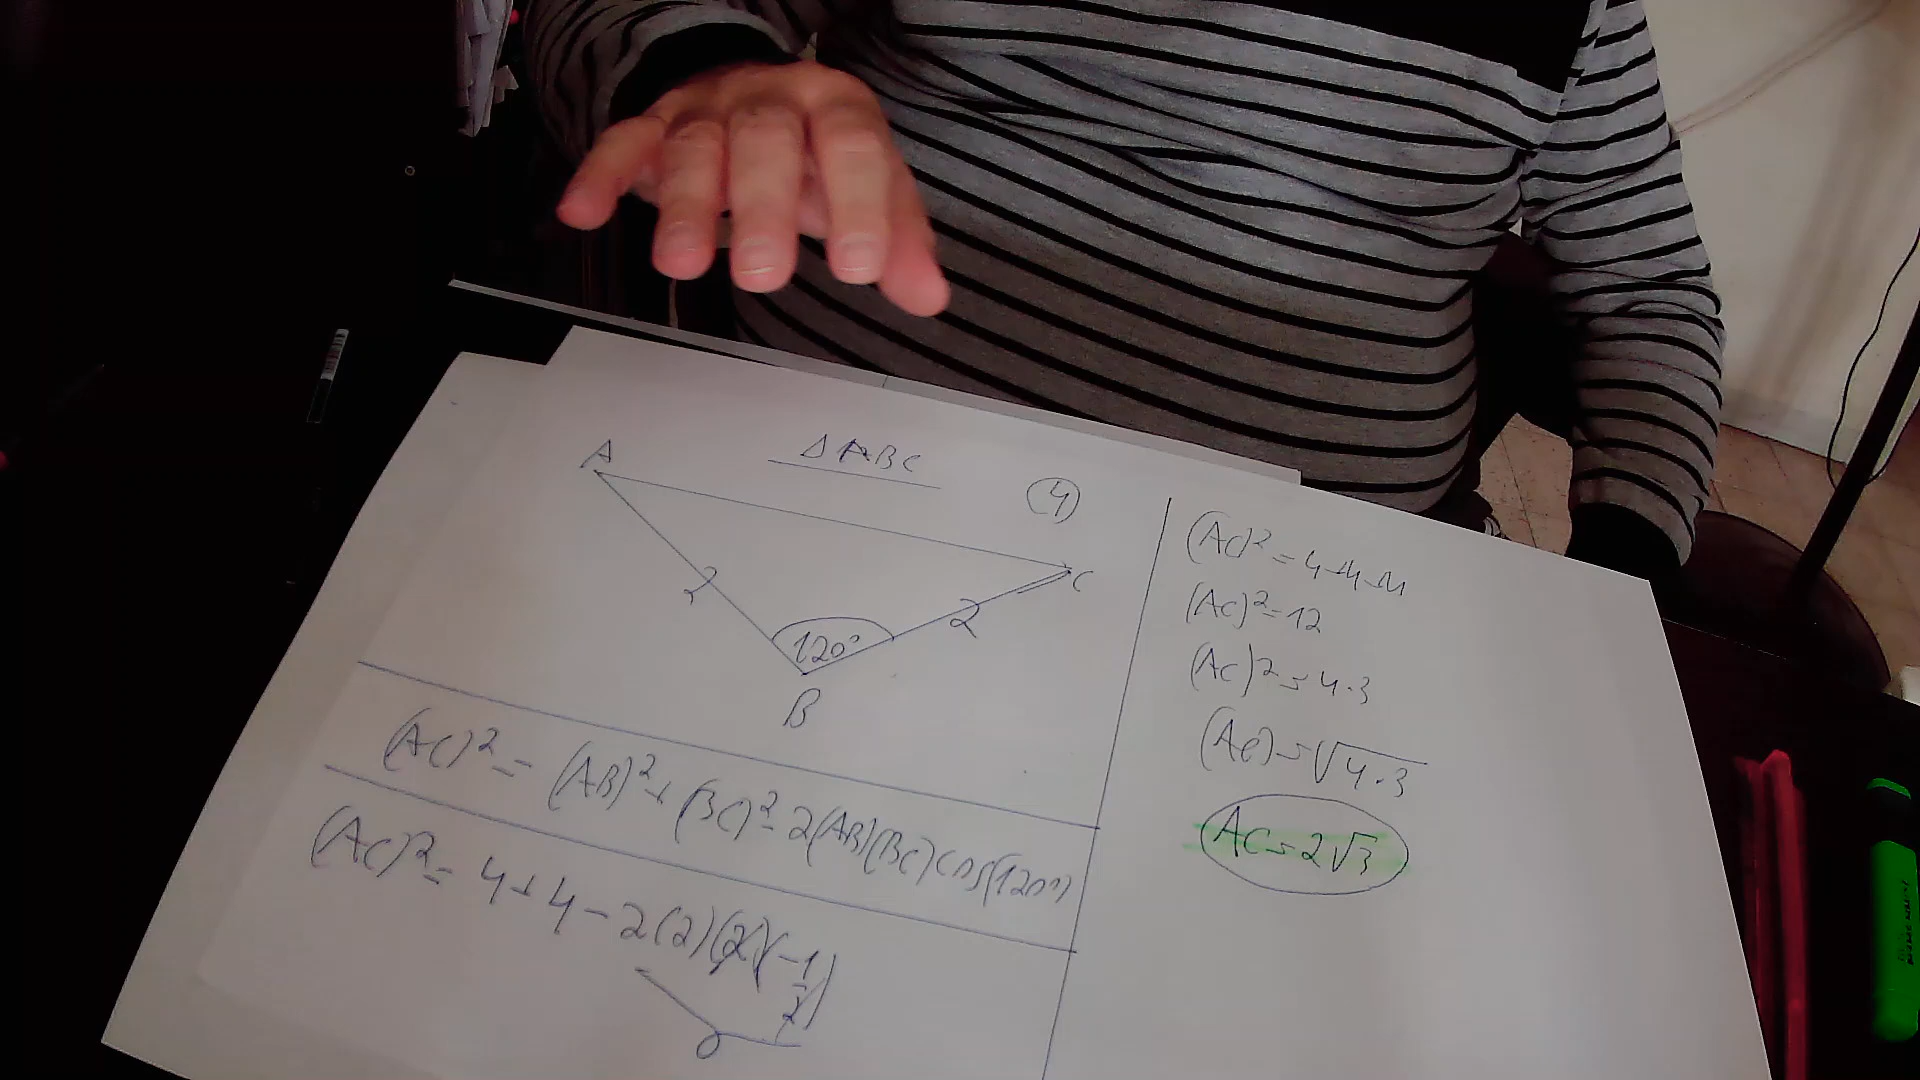 A
Δ ABC
(4)
2
2
C
120°
B
(AC)² = (AB)² + (BC)² - 2(AB)(BC)cos(120°)
(AC)² = 4 + 4 - 2(2)(2)(-1/2)
(AC)² = 4+4+4
(AC)² = 12
(AC)² = 4·3
(AC) = √4·3
AC = 2√3